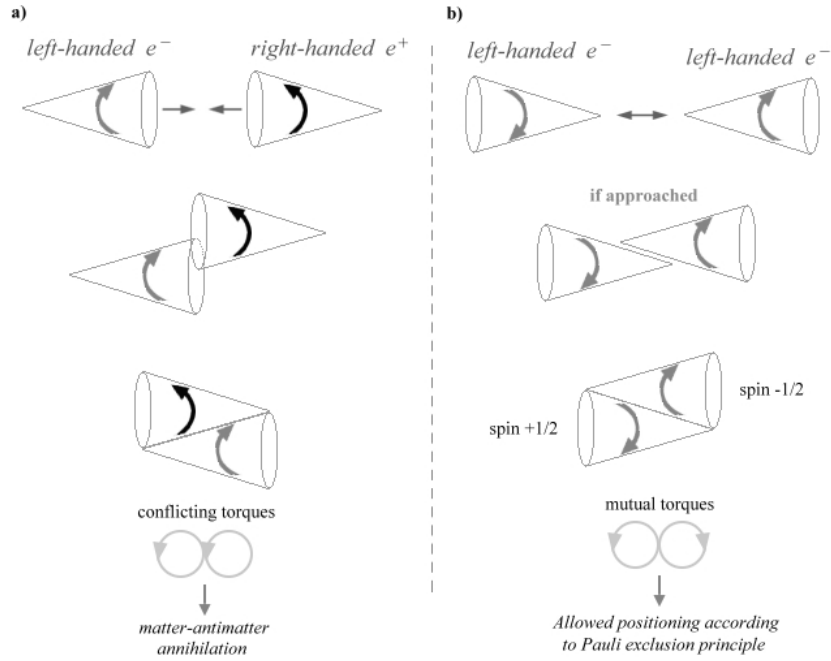 a)
left-handed e⁻
right-handed e⁺
conflicting torques
matter-antimatter
annihilation
b)
left-handed e⁻
left-handed e⁻
if approached
spin +1/2
spin -1/2
mutual torques
Allowed positioning according
to Pauli exclusion principle